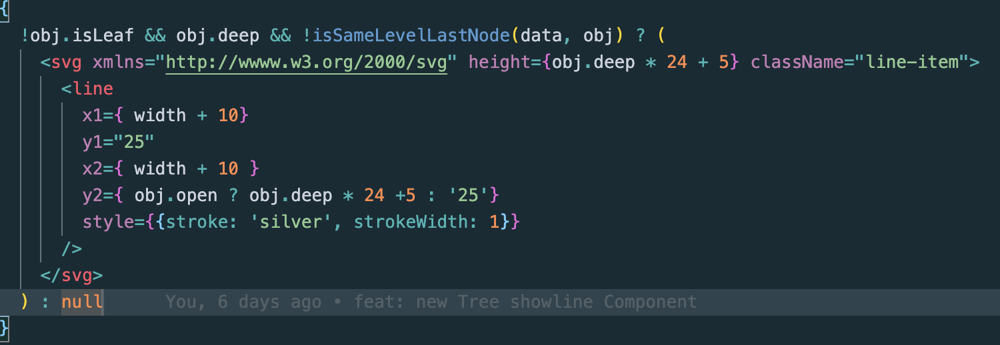 {
!obj.isLeaf && obj.deep && !isSameLevelLastNode(data, obj) ? (
<svg xmlns="http://wwww.w3.org/2000/svg" height={obj.deep * 24 + 5} className="line-item">
<line
x1={ width + 10}
y1="25"
x2={ width + 10 }
y2={ obj.open ? obj.deep * 24 +5 : '25'}
style={{stroke: 'silver', strokeWidth: 1}}
/>
</svg>
) : null You, 6 days ago • feat: new Tree showline Component
}